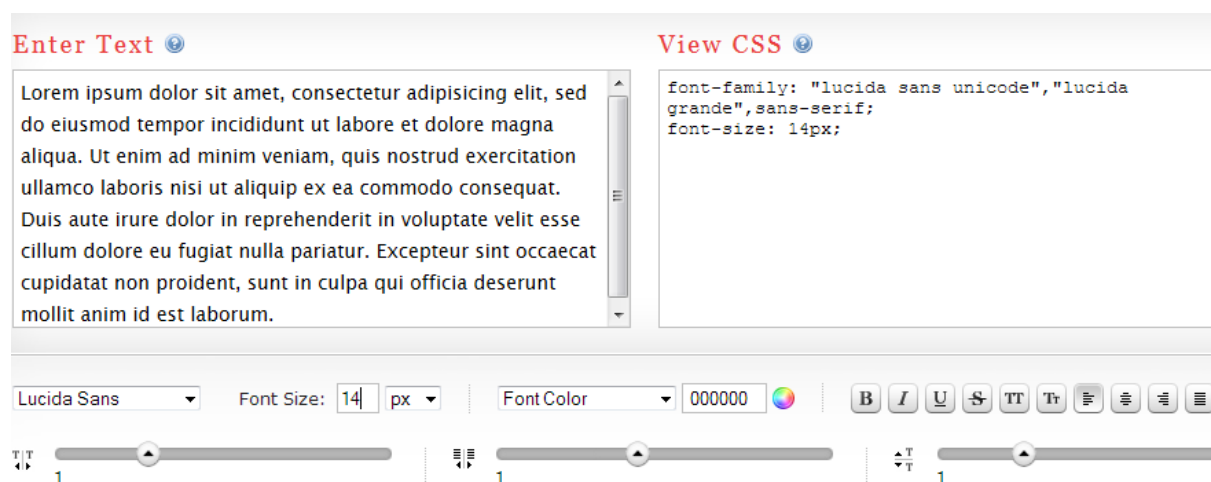 Enter Text
View CSS
Lorem ipsum dolor sit amet, consectetur adipisicing elit, sed
do eiusmod tempor incididunt ut labore et dolore magna
aliqua. Ut enim ad minim veniam, quis nostrud exercitation
ullamco laboris nisi ut aliquip ex ea commodo consequat.
Duis aute irure dolor in reprehenderit in voluptate velit esse
cillum dolore eu fugiat nulla pariatur. Excepteur sint occaecat
cupidatat non proident, sunt in culpa qui officia deserunt
mollit anim id est laborum.
font-family: "lucida sans unicode","lucida
grande",sans-serif;
font-size: 14px;
Lucida Sans Font Size: 14 px Font Color 000000 B I U S TT Tr
1 1 1